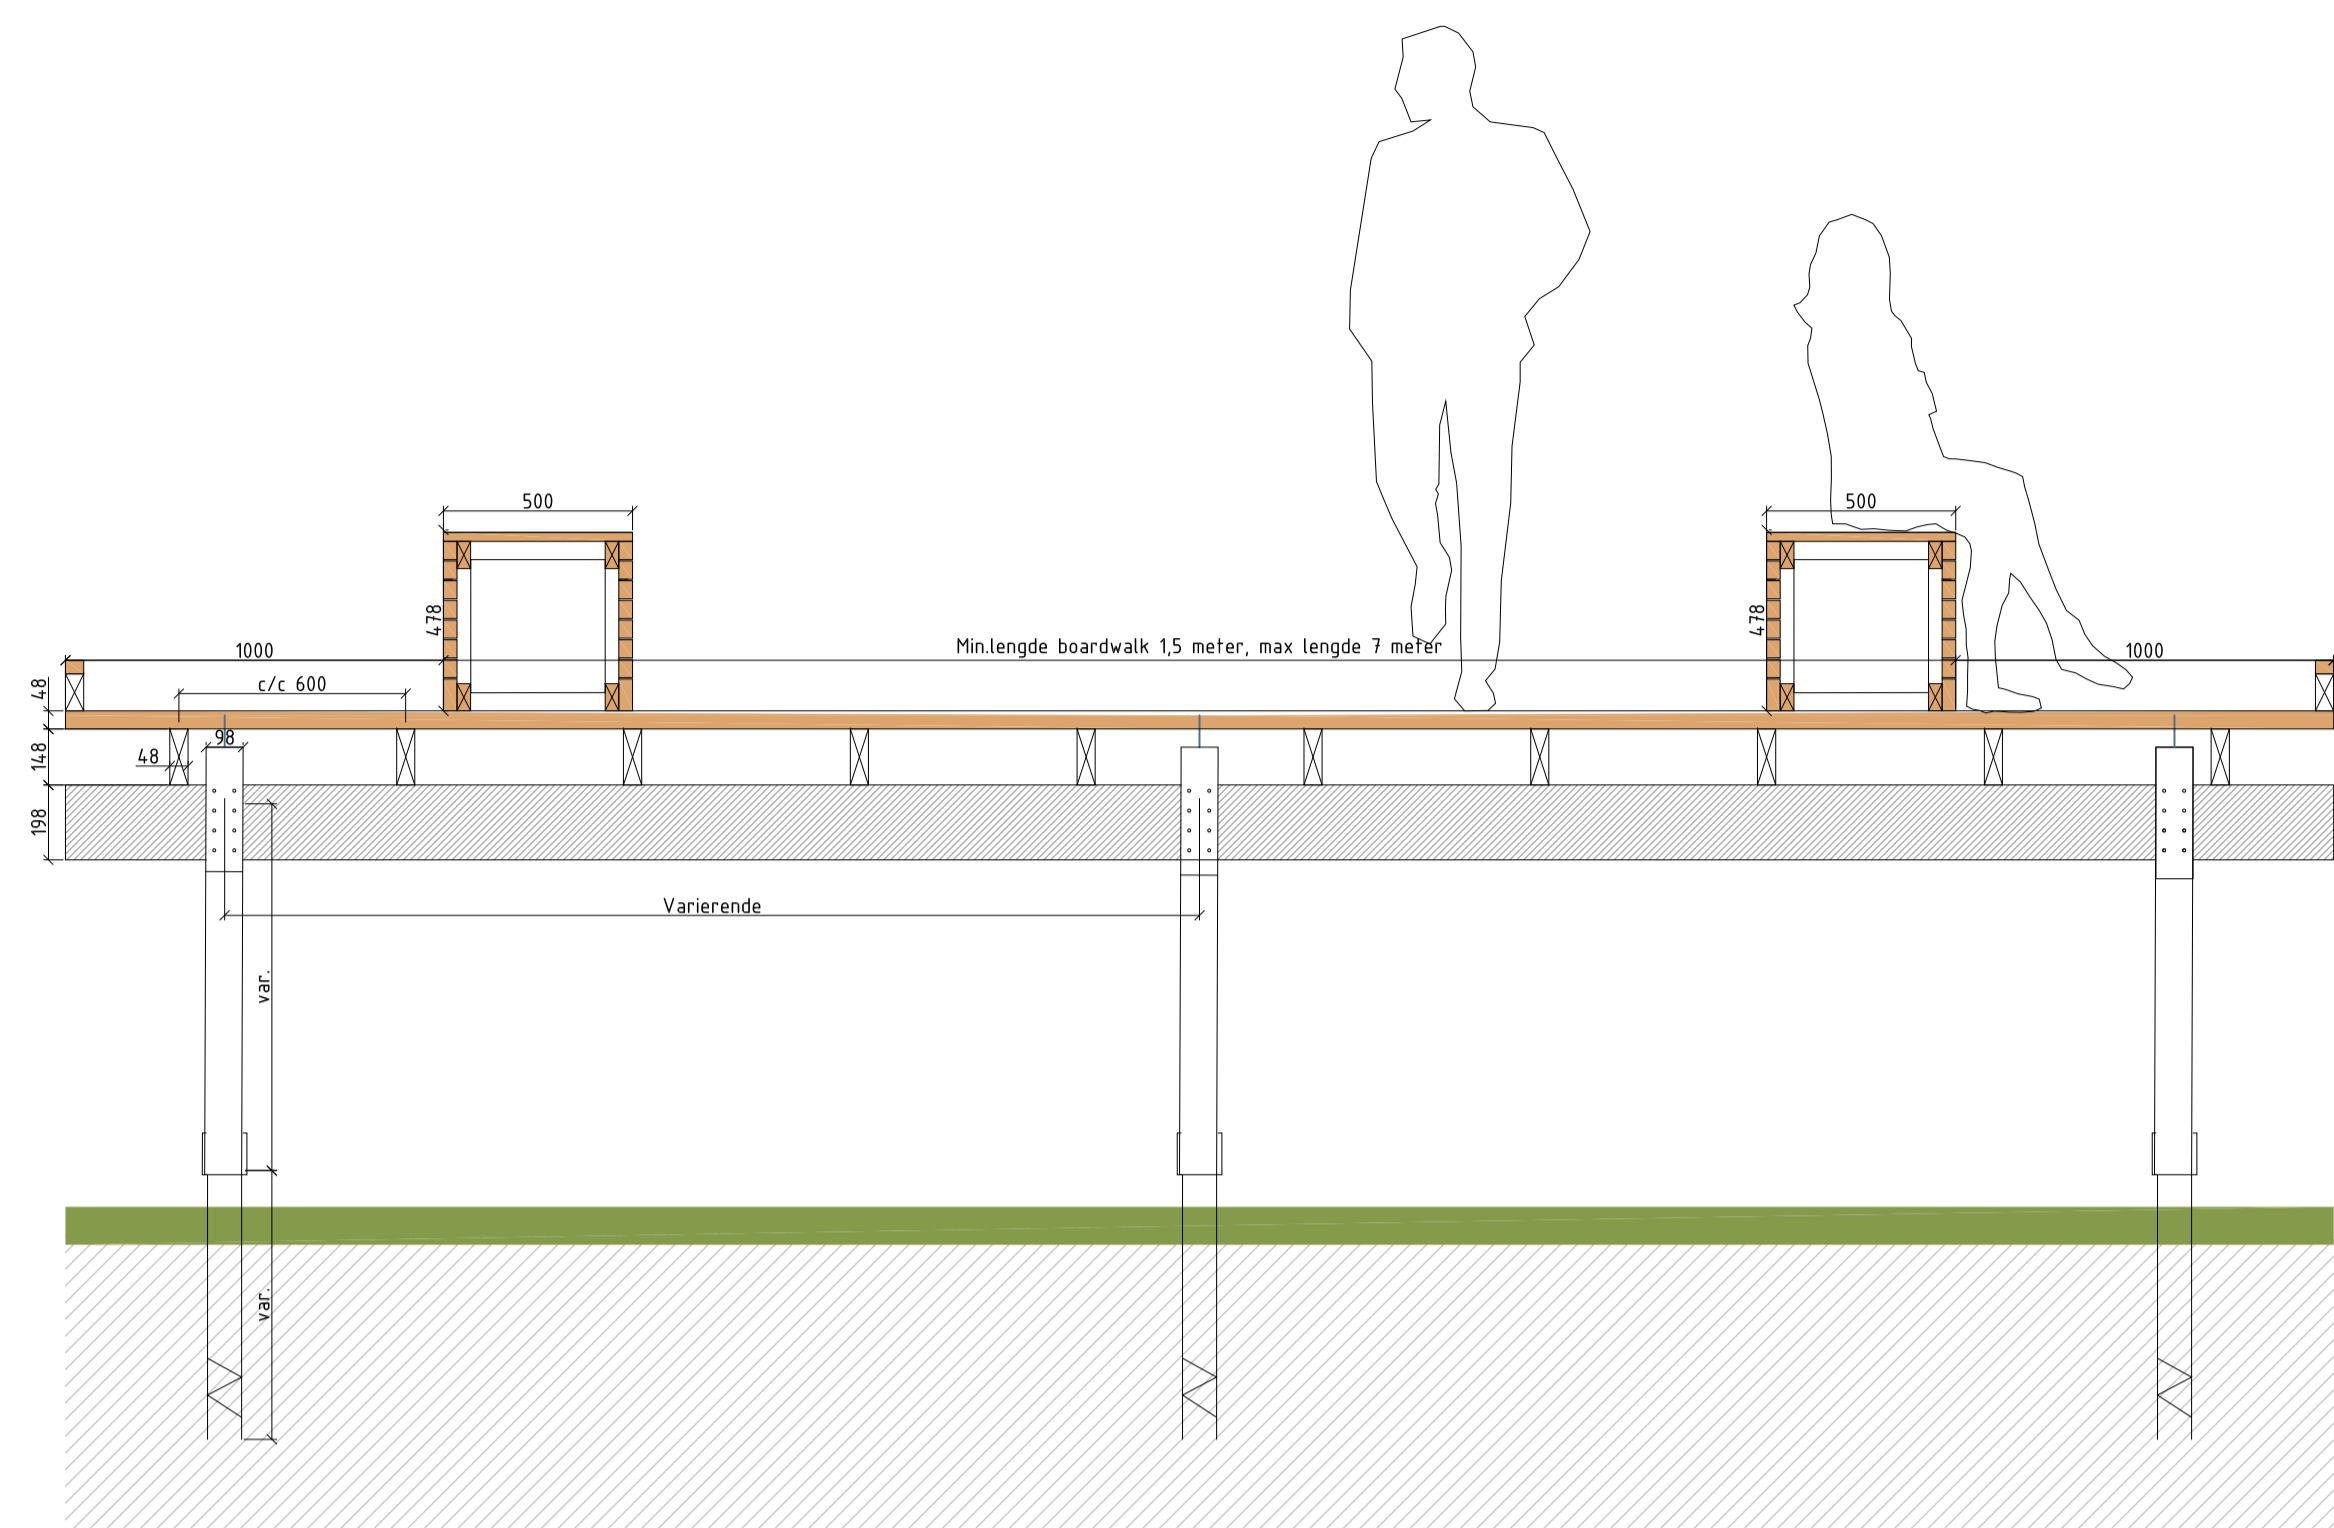 500
500
478
478
1000
Min.lengde boardwalk 1,5 meter, max lengde 7 meter
1000
c/c 600
48
98
148
48
198
Varierende
var.
var.